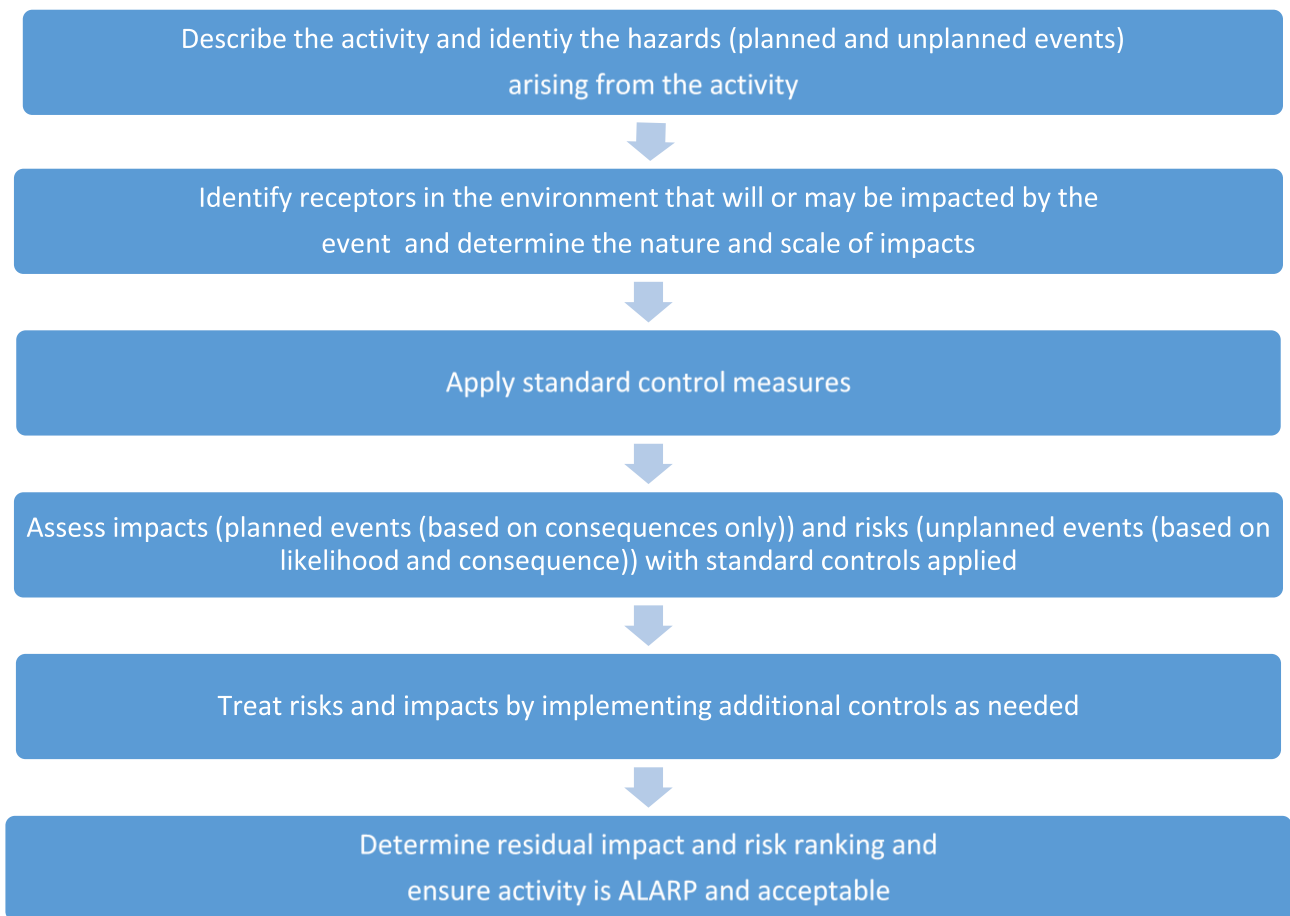 Describe the activity and identiy the hazards (planned and unplanned events)
arising from the activity
Identify receptors in the environment that will or may be impacted by the
event  and determine the nature and scale of impacts
Apply standard control measures
Assess impacts (planned events (based on consequences only)) and risks (unplanned events (based on
likelihood and consequence)) with standard controls applied
Treat risks and impacts by implementing additional controls as needed
Determine residual impact and risk ranking and
ensure activity is ALARP and acceptable